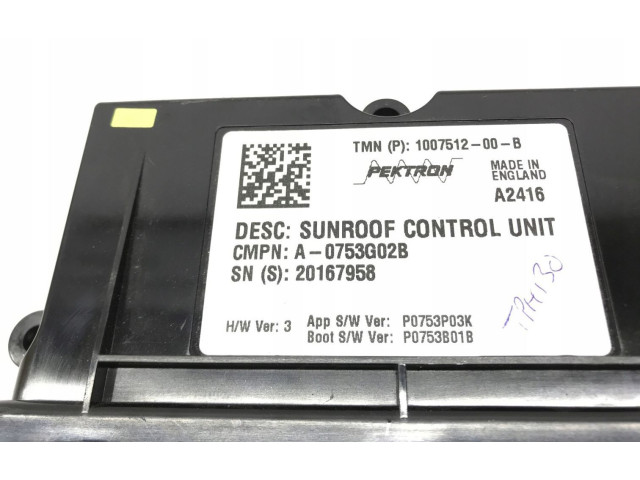 TMN (P): 1007512-00-B
PEKTRON
MADE IN
ENGLAND
A2416
DESC: SUNROOF CONTROL UNIT
CMPN: A-0753G02B
SN (S): 20167958
H/W Ver: 3 App S/W Ver: P0753P03K
Boot S/W Ver: P0753B01B